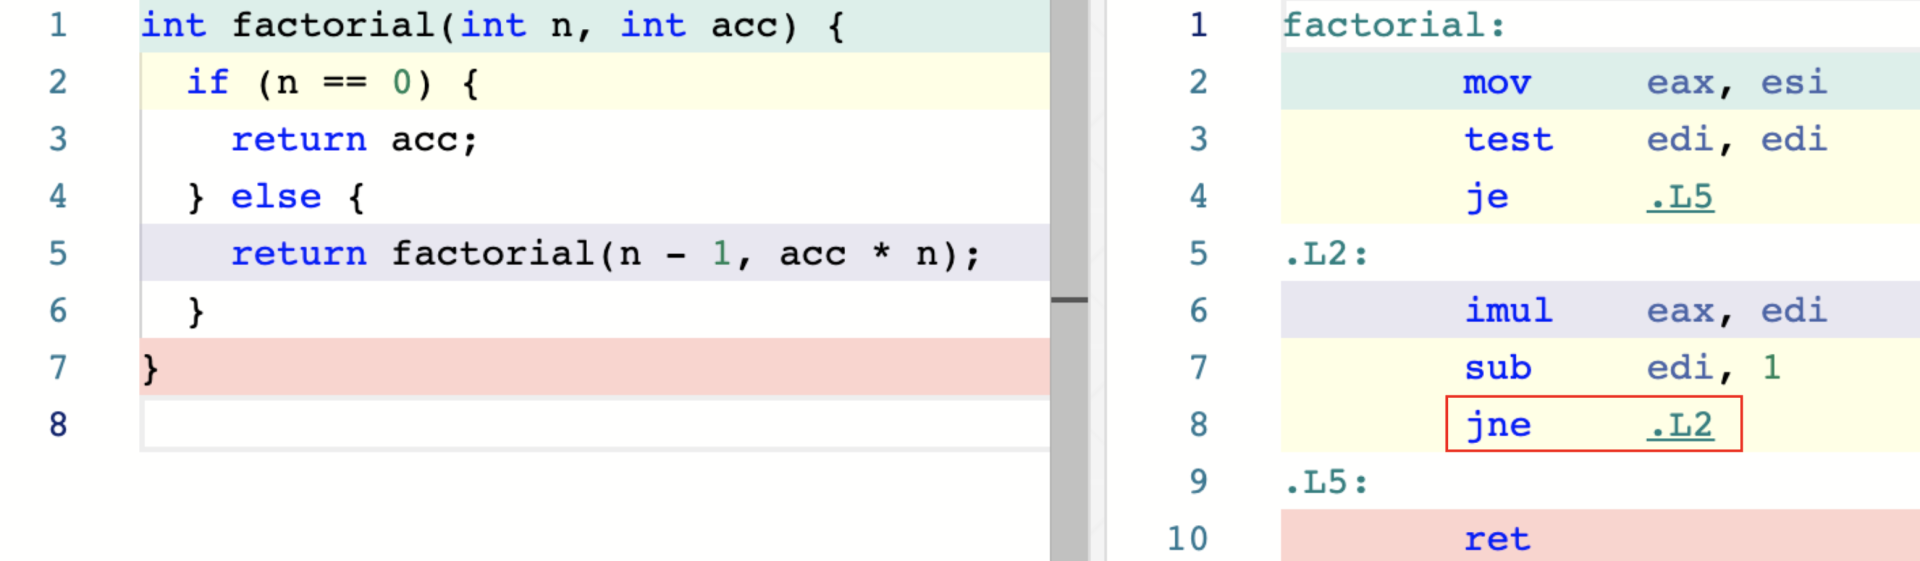 1 int factorial(int n, int acc) {
2   if (n == 0) {
3     return acc;
4   } else {
5     return factorial(n - 1, acc * n);
6   }
7 }
8
1 factorial:
2         mov     eax, esi
3         test    edi, edi
4         je      .L5
5 .L2:
6         imul    eax, edi
7         sub     edi, 1
8         jne     .L2
9 .L5:
10         ret